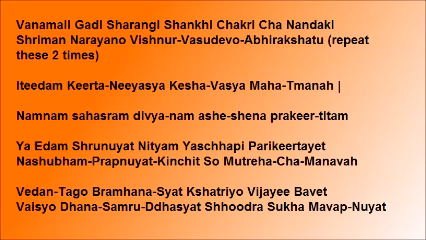 Vanamali Gadi Sharangi Shankhi Chakri Cha Nandaki
Shriman Narayano Vishnur-Vasudevo-Abhirakshatu (repeat
these 2 times)
Iteedam Keerta-Neeyasya Kesha-Vasya Maha-Tmanah |
Namnam sahasram divya-nam ashe-shena prakeer-titam
Ya Edam Shrunuyat Nityam Yaschhapi Parikeertayet
Nashubham-Prapnuyat-Kinchit So Mutreha-Cha-Manavah
Vedan-Tago Bramhana-Syat Kshatriyo Vijayee Bavet
Vaisyo Dhana-Samru-Ddhasyat Shhoodra Sukha Mavap-Nuyat